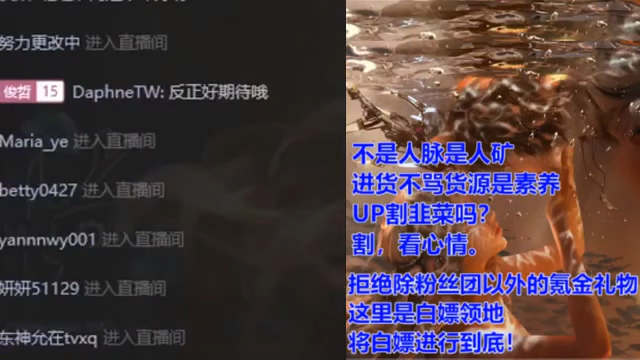 努力更改中 进入直播间
俊哲 15 DaphneTW: 反正好期待哦
Maria_ye 进入直播间
betty0427 进入直播间
yannnwy001 进入直播间
妍妍51129 进入直播间
东神允在tvxq 进入直播间
不是人脉是人矿
进货不骂货源是素养
UP割韭菜吗?
割，看心情。
拒绝除粉丝团以外的氪金礼物
这里是白嫖领地
将白嫖进行到底!